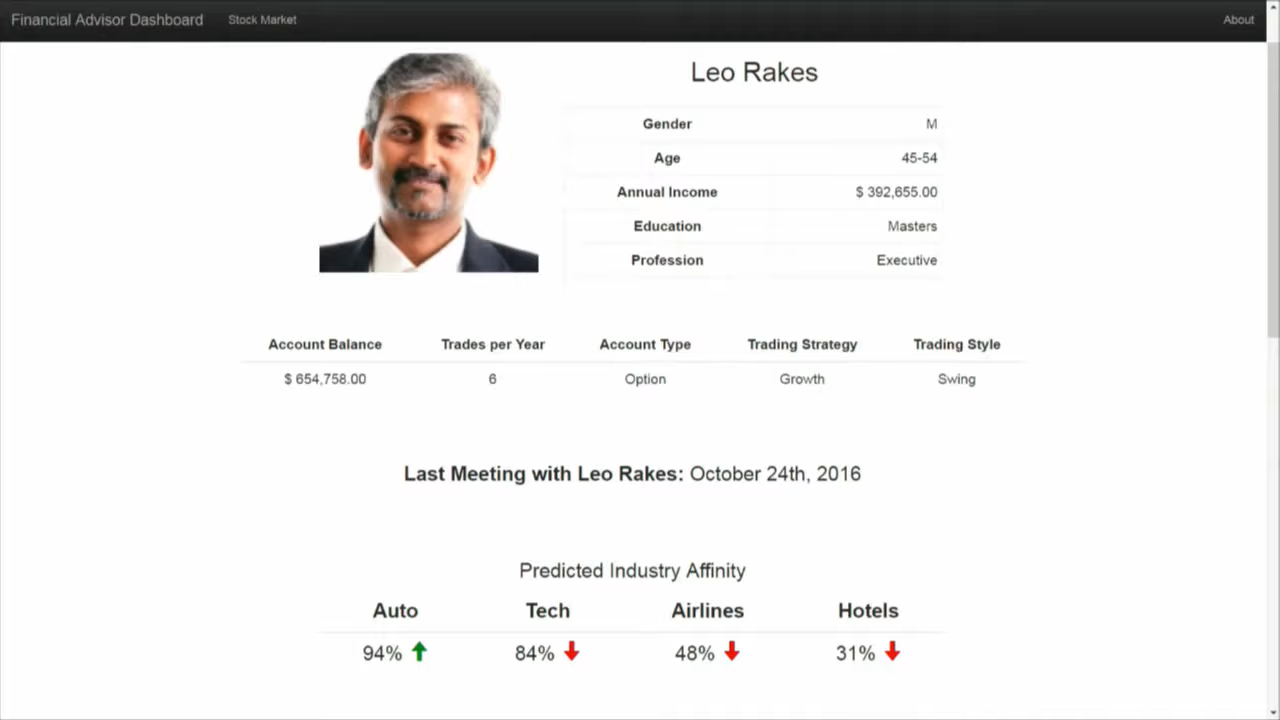 Financial Advisor Dashboard Stock Market About
Leo Rakes
Gender M
Age 45-54
Annual Income $ 392,655.00
Education Masters
Profession Executive
Account Balance Trades per Year Account Type Trading Strategy Trading Style
$ 654,758.00 6 Option Growth Swing
Last Meeting with Leo Rakes: October 24th, 2016
Predicted Industry Affinity
Auto Tech Airlines Hotels
94% 84% 48% 31%